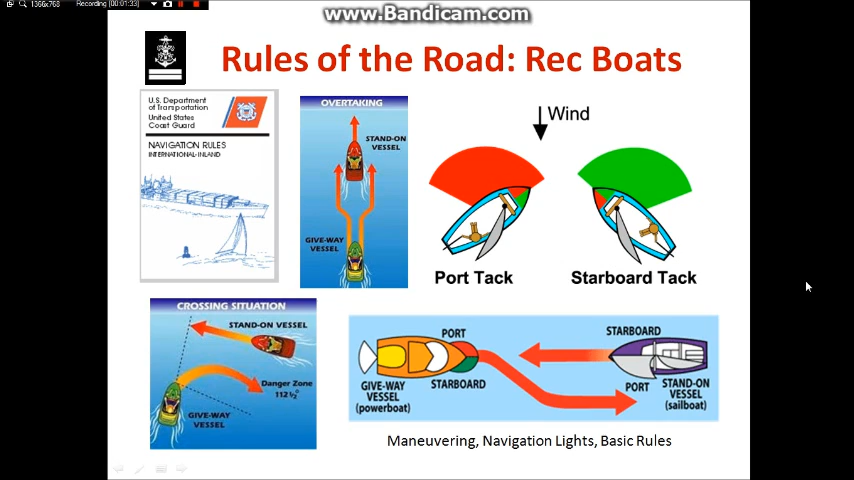 1366x768
Recording [00:01:33]
www.Bandicam.com
Rules of the Road: Rec Boats
U.S. Department
of Transportation
United States
Coast Guard
NAVIGATION RULES
INTERNATIONAL-INLAND
OVERTAKING
STAND-ON
VESSEL
GIVE-WAY
VESSEL
Wind
Port Tack
Starboard Tack
CROSSING SITUATION
STAND-ON VESSEL
Danger Zone
112 ½°
GIVE-WAY
VESSEL
PORT
STARBOARD
GIVE-WAY
VESSEL
(powerboat)
STARBOARD
PORT
STAND-ON
VESSEL
(sailboat)
Maneuvering, Navigation Lights, Basic Rules